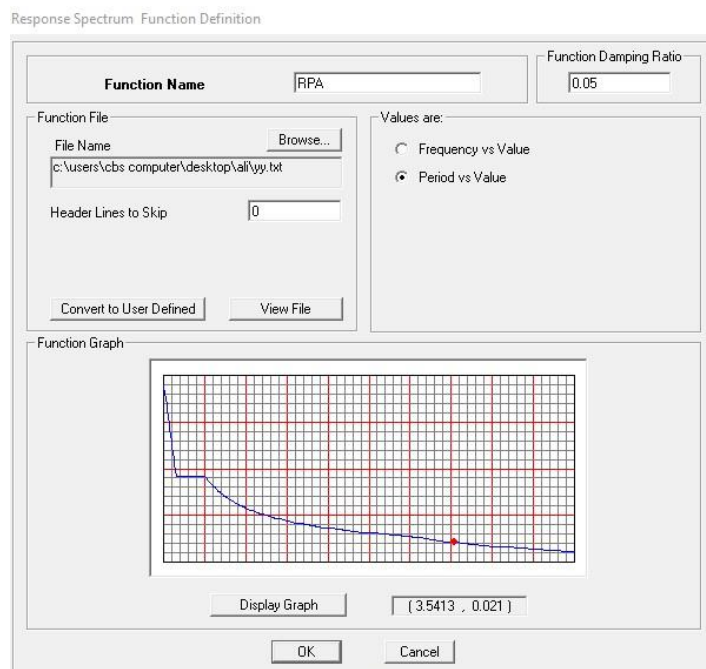 Response Spectrum Function Definition
Function Name
RPA
Function Damping Ratio
0.05
Function File
File Name
Browse...
c:\users\cbs computer\desktop\ali\yy.txt
Header Lines to Skip
0
Convert to User Defined
View File
Values are:
Frequency vs Value
Period vs Value
Function Graph
Display Graph
( 3.5413 , 0.021 )
OK
Cancel